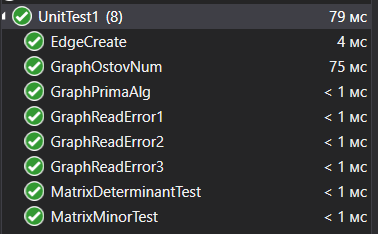 UnitTest1 (8) 79 мс
EdgeCreate 4 мс
GraphOstovNum 75 мс
GraphPrimaAlg < 1 мс
GraphReadError1 < 1 мс
GraphReadError2 < 1 мс
GraphReadError3 < 1 мс
MatrixDeterminantTest < 1 мс
MatrixMinorTest < 1 мс